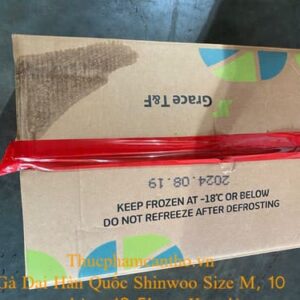 Grace T&F
2024.08.19
KEEP FROZEN AT -18°C OR BELOW
DO NOT REFREEZE AFTER DEFROSTING
Thucphamcantho.vn
Gà Dai Hàn Quốc Shinwoo Size M, 10